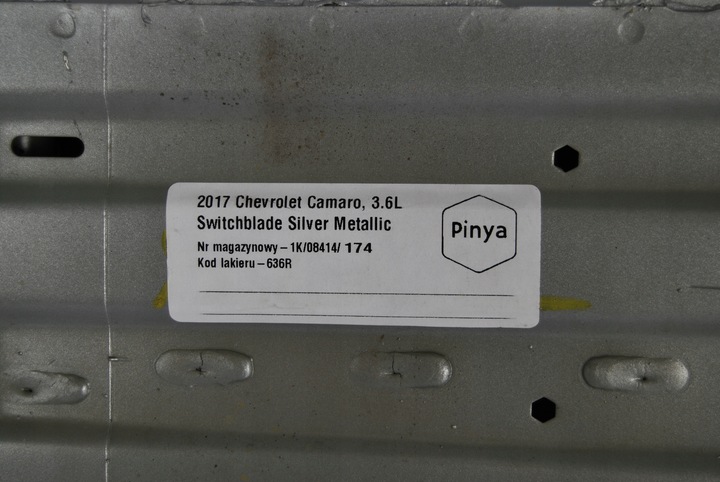 2017 Chevrolet Camaro, 3.6L
Switchblade Silver Metallic
Nr magazynowy – 1K/08414/ 174
Kod lakieru – 636R
Pinya